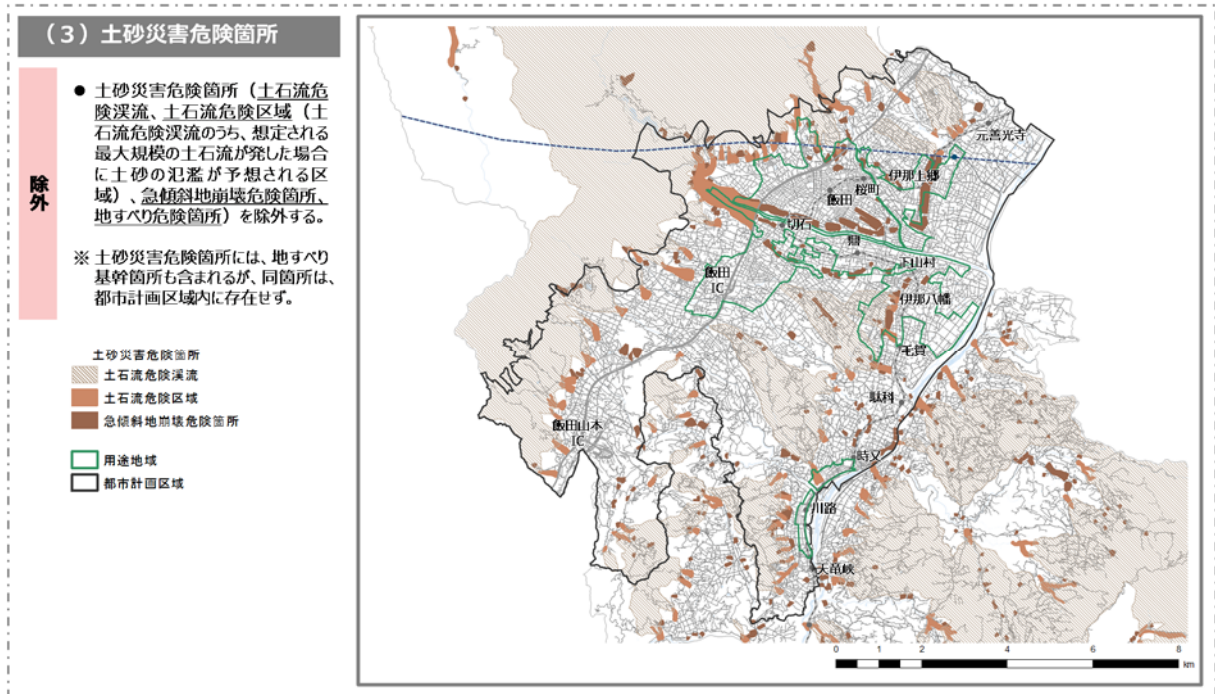 （3）土砂災害危険箇所
除外
● 土砂災害危険箇所（土石流危
険渓流、土石流危険区域（土
石流危険渓流のうち、想定される
最大規模の土石流が発した場合
に土砂の氾濫が予想される区
域）、急傾斜地崩壊危険箇所、
地すべり危険箇所）を除外する。
※ 土砂災害危険箇所には、地すべり
基幹箇所も含まれるが、同箇所は、
都市計画区域内に存在せず。
土砂災害危険箇所
土石流危険渓流
土石流危険区域
急傾斜地崩壊危険箇所
用途地域
都市計画区域
元善光寺
伊那上郷
桜町
飯田
切石
鼎
下山村
飯田
IC
伊那八幡
毛賀
駄科
飯田山本
IC
時又
川路
天竜峡
0 1 2 4 6 8
km